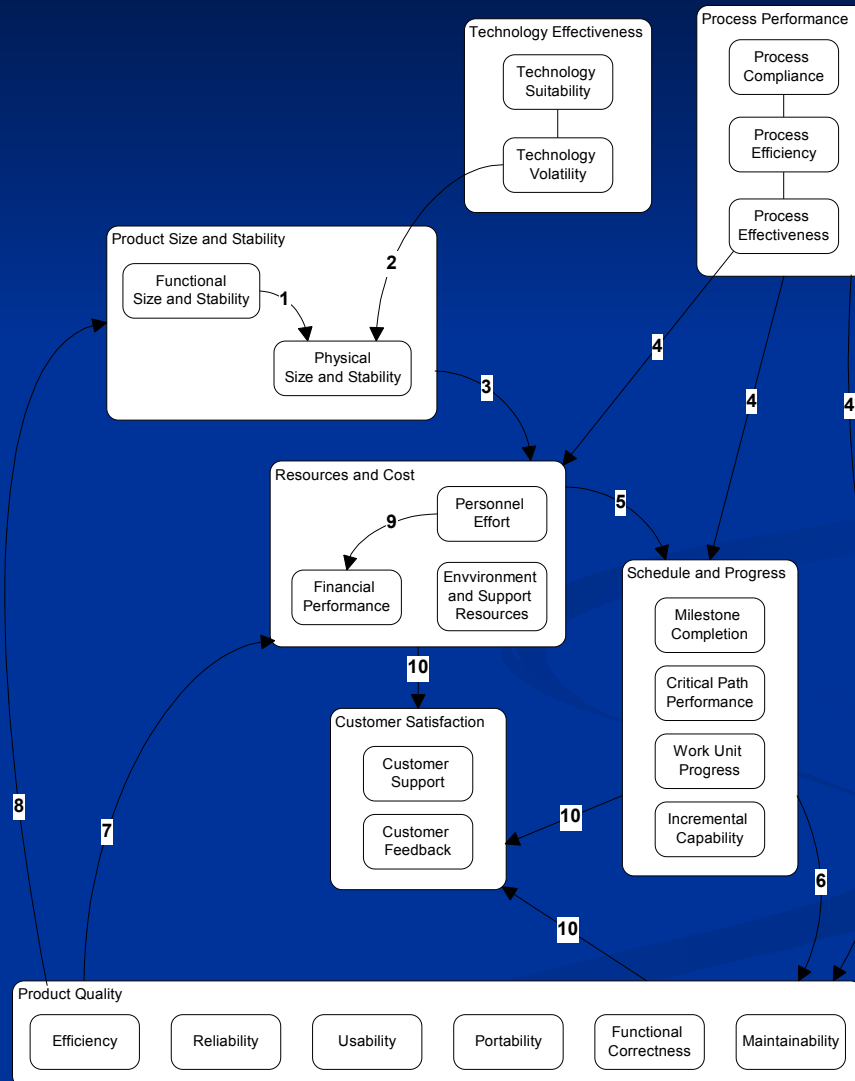 Technology Effectiveness
Technology
Suitability
Technology
Volatility
Process Performance
Process
Compliance
Process
Efficiency
Process
Effectiveness
Product Size and Stability
Functional
Size and Stability
1
2
Physical
Size and Stability
3
4
4
4
Resources and Cost
Personnel
Effort
9
Financial
Performance
Envvironment
and Support
Resources
5
Schedule and Progress
Milestone
Completion
Critical Path
Performance
Work Unit
Progress
Incremental
Capability
10
Customer Satisfaction
Customer
Support
Customer
Feedback
10
8
7
6
10
Product Quality
Efficiency
Reliability
Usability
Portability
Functional
Correctness
Maintainability